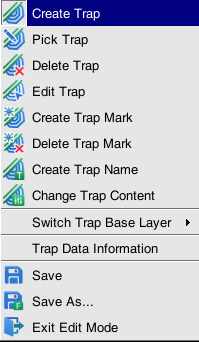 Create Trap
Pick Trap
Delete Trap
Edit Trap
Create Trap Mark
Delete Trap Mark
Create Trap Name
Change Trap Content
Switch Trap Base Layer
Trap Data Information
Save
Save As...
Exit Edit Mode